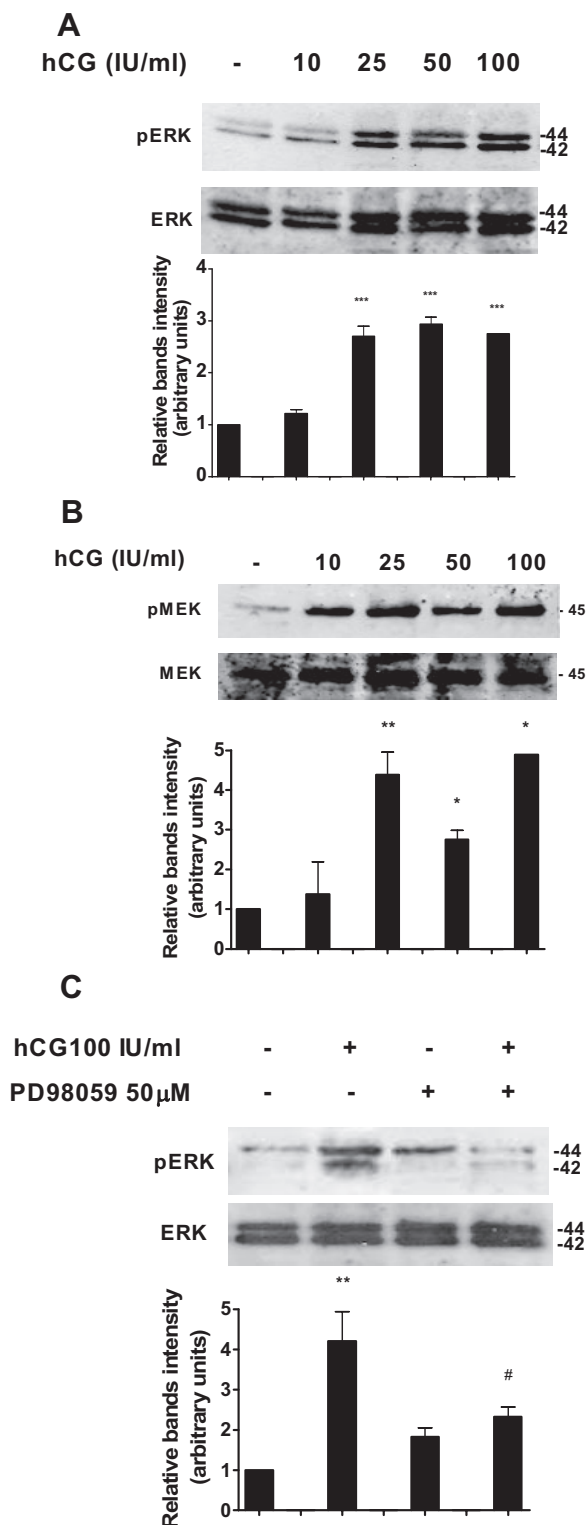 A
hCG (IU/ml) - 10 25 50 100
pERK -44
-42
ERK -44
-42
Relative bands intensity
(arbitrary units)
4
3
2
1
0
***
***
***
B
hCG (IU/ml) - 10 25 50 100
pMEK - 45
MEK - 45
Relative bands intensity
(arbitrary units)
5
4
3
2
1
0
**
*
*
C
hCG100 IU/ml - + - +
PD98059 50μM - - + +
pERK -44
-42
ERK -44
-42
Relative bands intensity
(arbitrary units)
5
4
3
2
1
0
**
#